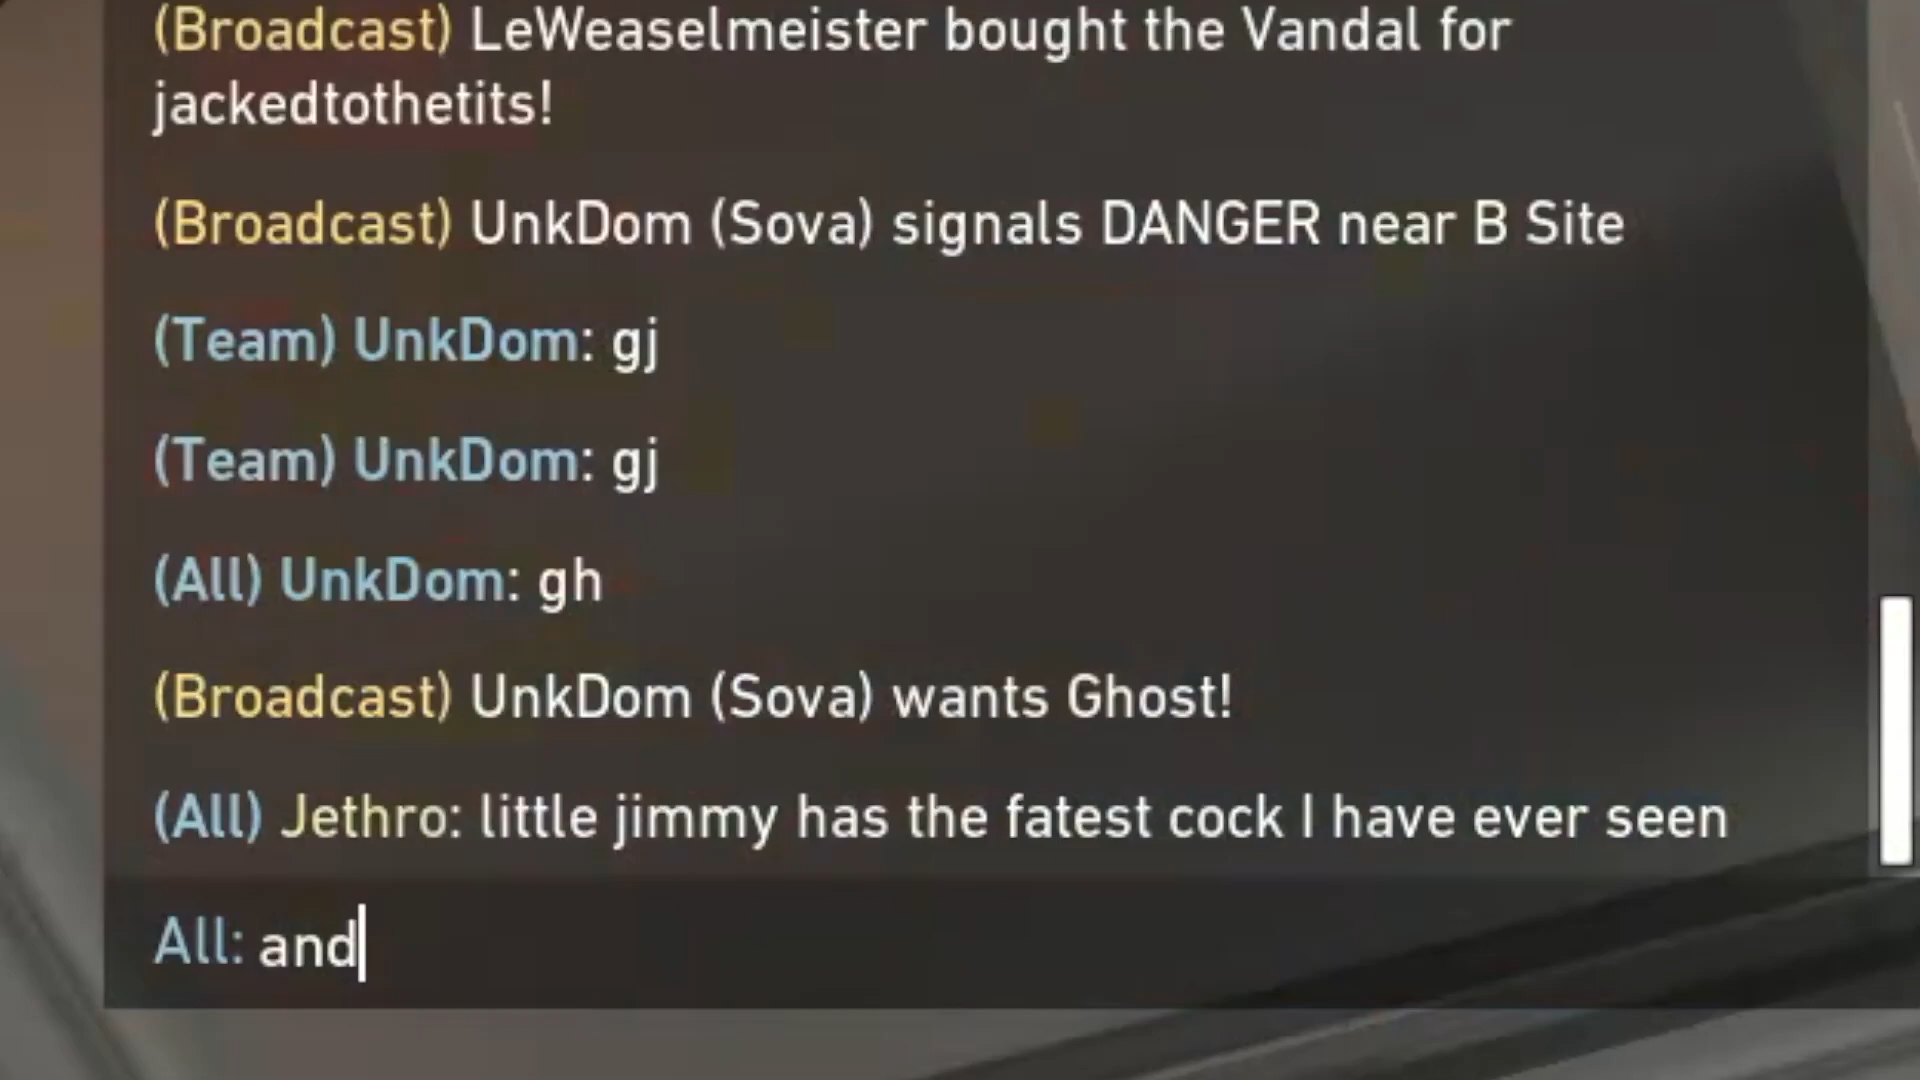 (Broadcast) LeWeaselmeister bought the Vandal for
jackedtothetits!
(Broadcast) UnkDom (Sova) signals DANGER near B Site
(Team) UnkDom: gj
(Team) UnkDom: gj
(All) UnkDom: gh
(Broadcast) UnkDom (Sova) wants Ghost!
(All) Jethro: little jimmy has the fatest cock I have ever seen
All: and